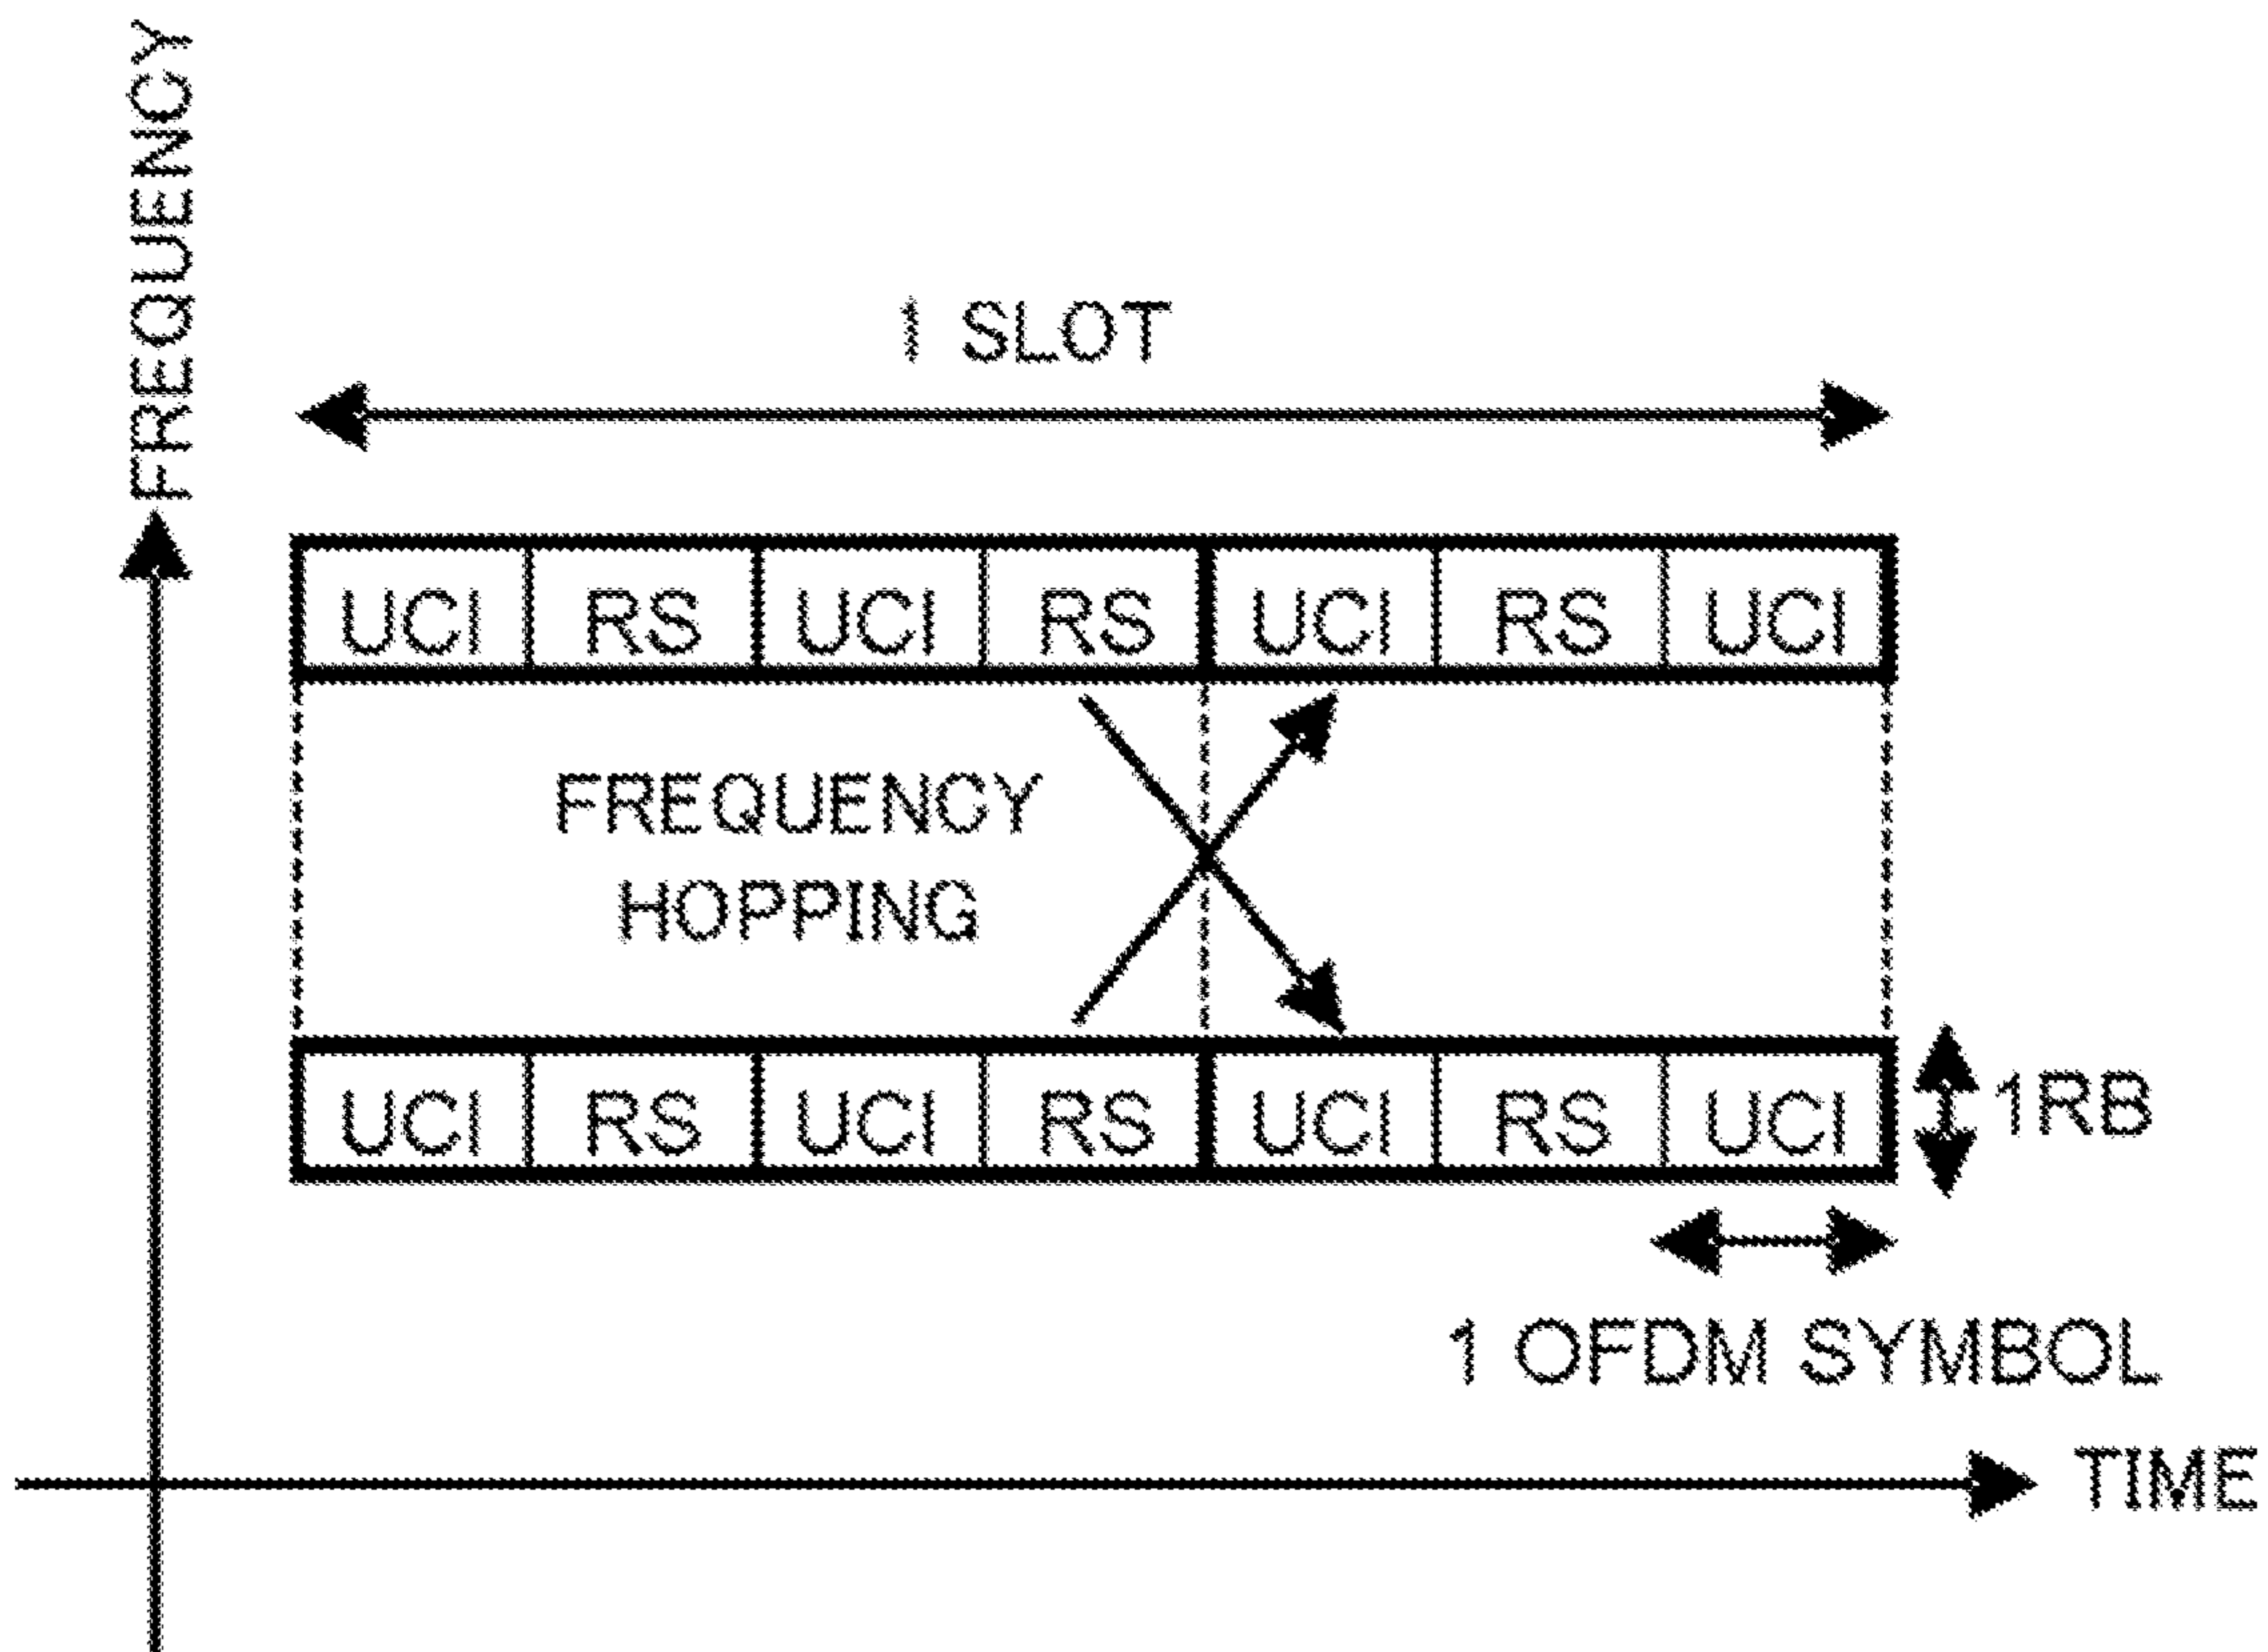 FREQUENCY
1 SLOT
UCI RS UCI RS UCI RS UCI
FREQUENCY
HOPPING
UCI RS UCI RS UCI RS UCI
1RB
1 OFDM SYMBOL
TIME